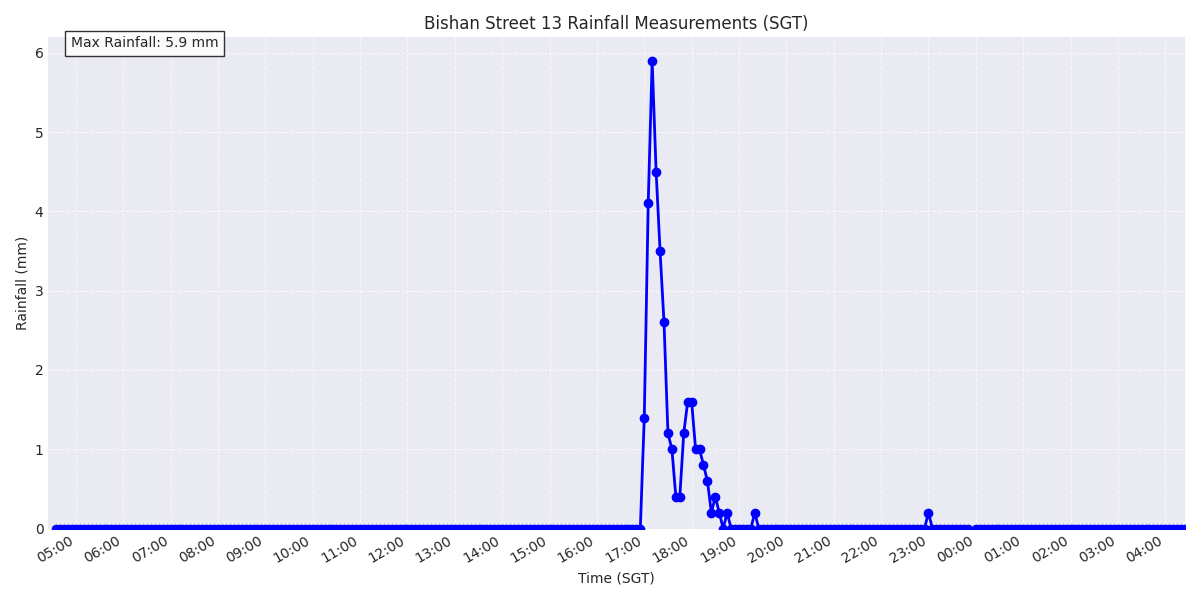 Bishan Street 13 Rainfall Measurements (SGT)
Max Rainfall: 5.9 mm
6
5
4
3
2
1
0
Rainfall (mm)
05:00 06:00 07:00 08:00 09:00 10:00 11:00 12:00 13:00 14:00 15:00 16:00 17:00 18:00 19:00 20:00 21:00 22:00 23:00 00:00 01:00 02:00 03:00 04:00
Time (SGT)